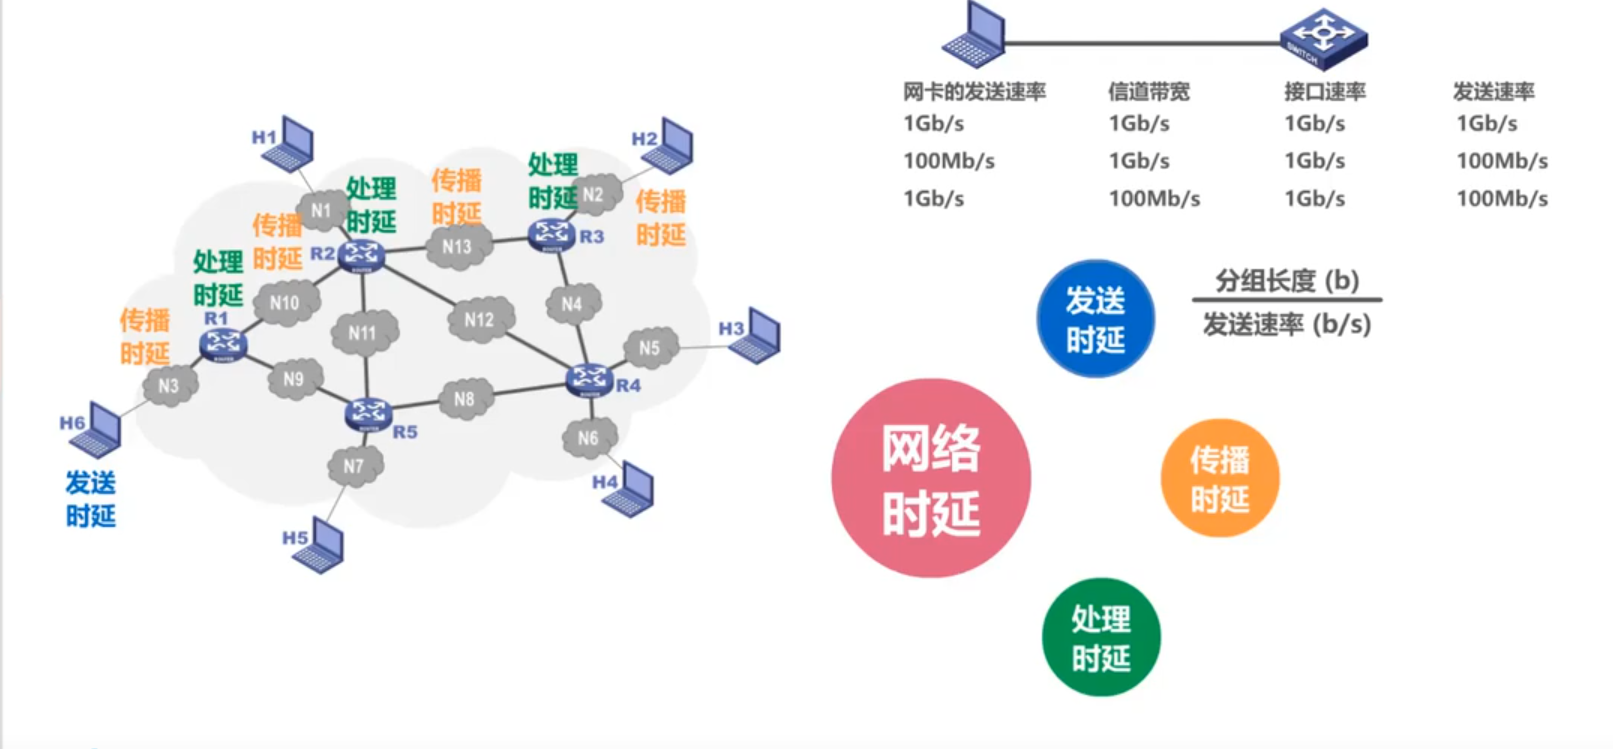 H1
H2
处理
时延
处理
时延
传播
时延
N1
N2
传播
时延
传播
时延
R2
N13
R3
处理
时延
N10
N12
N4
传播
时延
R1
N11
H3
N5
N3
N9
R4
N8
H6
R5
N6
N7
H4
发送
时延
H5
SWITCH
网卡的发送速率 信道带宽 接口速率 发送速率
1Gb/s 1Gb/s 1Gb/s 1Gb/s
100Mb/s 1Gb/s 1Gb/s 100Mb/s
1Gb/s 100Mb/s 1Gb/s 100Mb/s
发送
时延
分组长度 (b)
发送速率 (b/s)
网络
时延
传播
时延
处理
时延